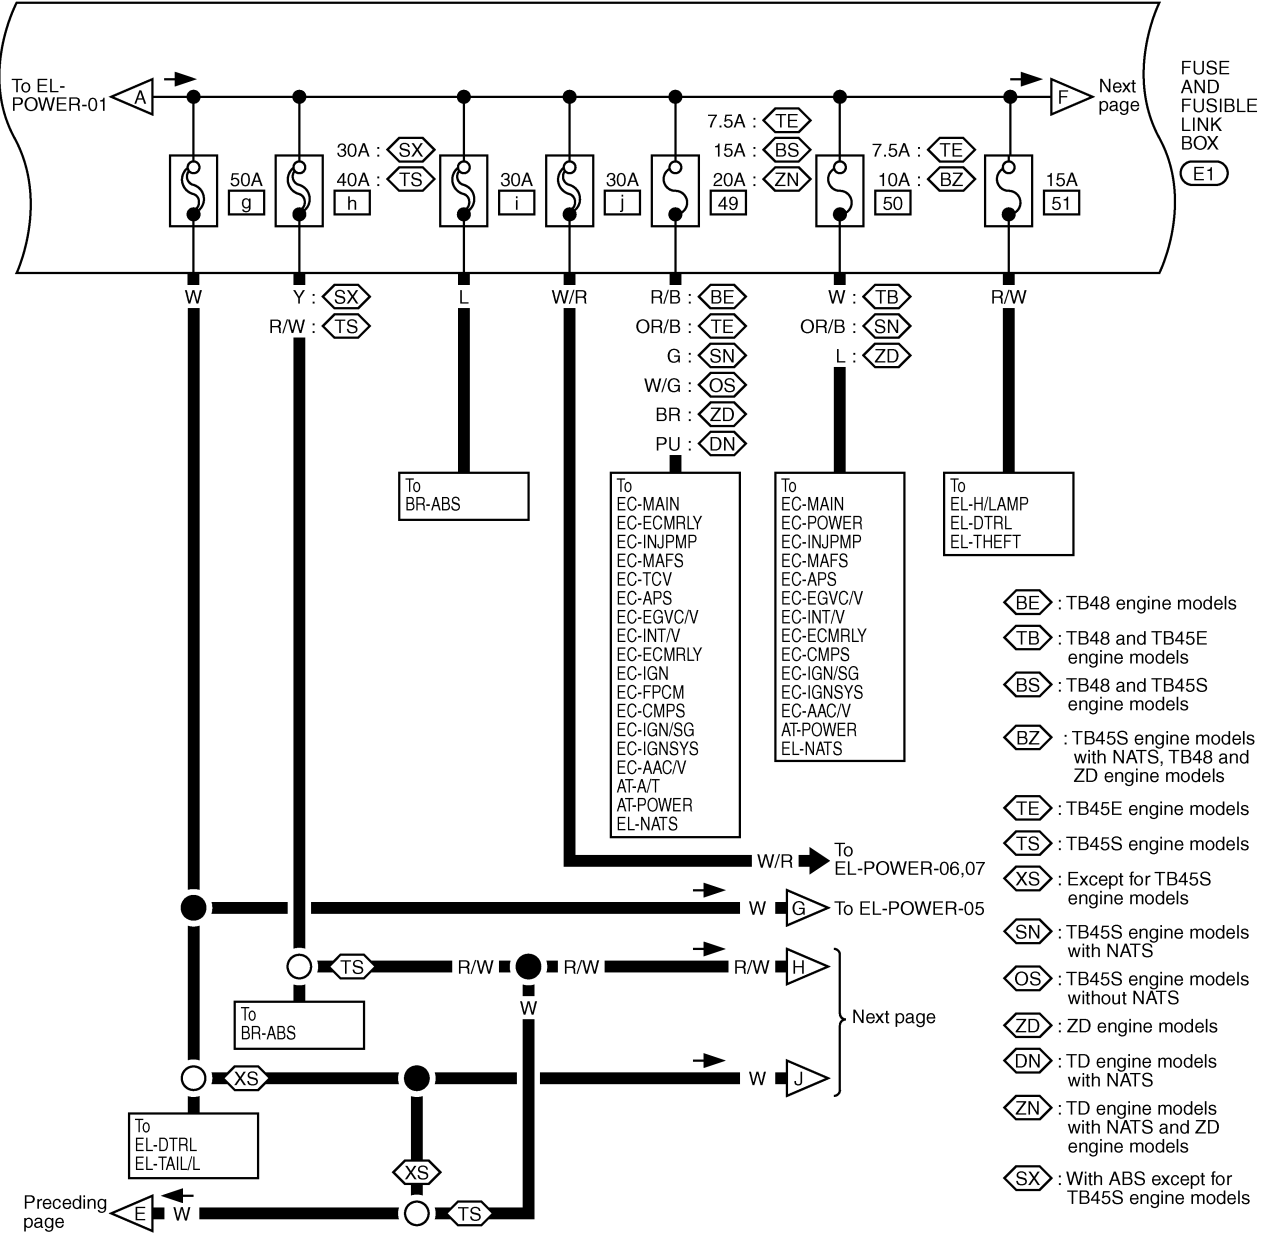 To EL-
POWER-01
A
F
Next
page
FUSE
AND
FUSIBLE
LINK
BOX
E1
50A
g
30A : SX
40A : TS
h
30A
i
30A
j
7.5A : TE
15A : BS
20A : ZN
49
7.5A : TE
10A : BZ
50
15A
51
W
Y : SX
R/W : TS
L
W/R
R/B : BE
OR/B : TE
G : SN
W/G : OS
BR : ZD
PU : DN
W : TB
OR/B : SN
L : ZD
R/W
To
BR-ABS
To
EC-MAIN
EC-ECMRLY
EC-INJPMP
EC-MAFS
EC-TCV
EC-APS
EC-EGVC/V
EC-INT/V
EC-ECMRLY
EC-IGN
EC-FPCM
EC-CMPS
EC-IGN/SG
EC-IGNSYS
EC-AAC/V
AT-A/T
AT-POWER
EL-NATS
To
EC-MAIN
EC-POWER
EC-INJPMP
EC-MAFS
EC-APS
EC-EGVC/V
EC-INT/V
EC-ECMRLY
EC-CMPS
EC-IGN/SG
EC-IGNSYS
EC-AAC/V
AT-POWER
EL-NATS
To
EL-H/LAMP
EL-DTRL
EL-THEFT
W/R
To
EL-POWER-06,07
W
G
To EL-POWER-05
TS
R/W
R/W
R/W
H
W
To
BR-ABS
Next page
XS
W
J
To
EL-DTRL
EL-TAIL/L
XS
Preceding
page
E
W
TS
BE : TB48 engine models
TB : TB48 and TB45E
engine models
BS : TB48 and TB45S
engine models
BZ : TB45S engine models
with NATS, TB48 and
ZD engine models
TE : TB45E engine models
TS : TB45S engine models
XS : Except for TB45S
engine models
SN : TB45S engine models
with NATS
OS : TB45S engine models
without NATS
ZD : ZD engine models
DN : TD engine models
with NATS
ZN : TD engine models
with NATS and ZD
engine models
SX : With ABS except for
TB45S engine models